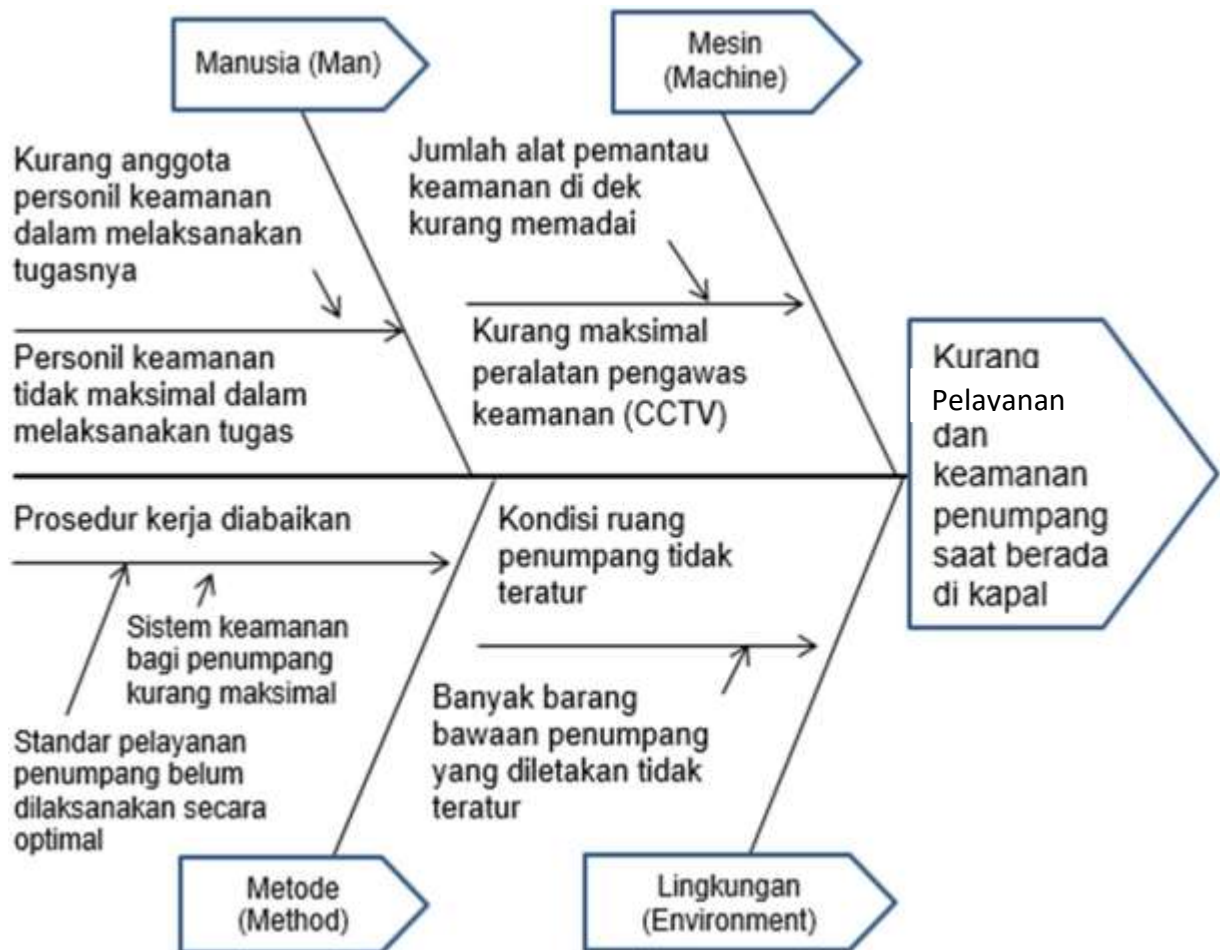 Manusia (Man)
Mesin
(Machine)
Kurang anggota
personil keamanan
dalam melaksanakan
tugasnya
Jumlah alat pemantau
keamanan di dek
kurang memadai
Personil keamanan
tidak maksimal dalam
melaksanakan tugas
Kurang maksimal
peralatan pengawas
keamanan (CCTV)
Kurang
Pelayanan
dan
keamanan
penumpang
saat berada
di kapal
Prosedur kerja diabaikan
Sistem keamanan
bagi penumpang
kurang maksimal
Standar pelayanan
penumpang belum
dilaksanakan secara
optimal
Kondisi ruang
penumpang tidak
teratur
Banyak barang
bawaan penumpang
yang diletakan tidak
teratur
Metode
(Method)
Lingkungan
(Environment)